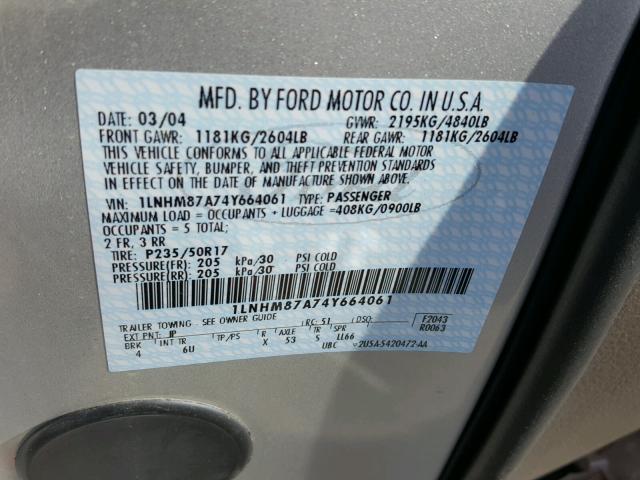 MFD. BY FORD MOTOR CO. IN U.S.A.
DATE: 03/04 GVWR: 2195KG/4840LB
FRONT GAWR: 1181KG/2604LB REAR GAWR: 1181KG/2604LB
THIS VEHICLE CONFORMS TO ALL APPLICABLE FEDERAL MOTOR
VEHICLE SAFETY, BUMPER, AND THEFT PREVENTION STANDARDS
IN EFFECT ON THE DATE OF MANUFACTURE SHOWN ABOVE.
VIN: 1LNHM87A74Y664061 TYPE: PASSENGER
MAXIMUM LOAD = OCCUPANTS + LUGGAGE =408KG/0900LB
OCCUPANTS = 5 TOTAL;
2 FR, 3 RR
TIRE: P235/50R17
PRESSURE(FR): 205 kPa/30 PSI COLD
PRESSURE(RR): 205 kPa/30 PSI COLD
1LNHM87A74Y664061
TRAILER TOWING - SEE OWNER GUIDE
EXT PNT: JP RC: 51 DSO: F2043
BRK INT TR TP/PS R AXLE TR SPR R0063
4 6U X 53 5 LL66
UBC 2USA-5420472-AA